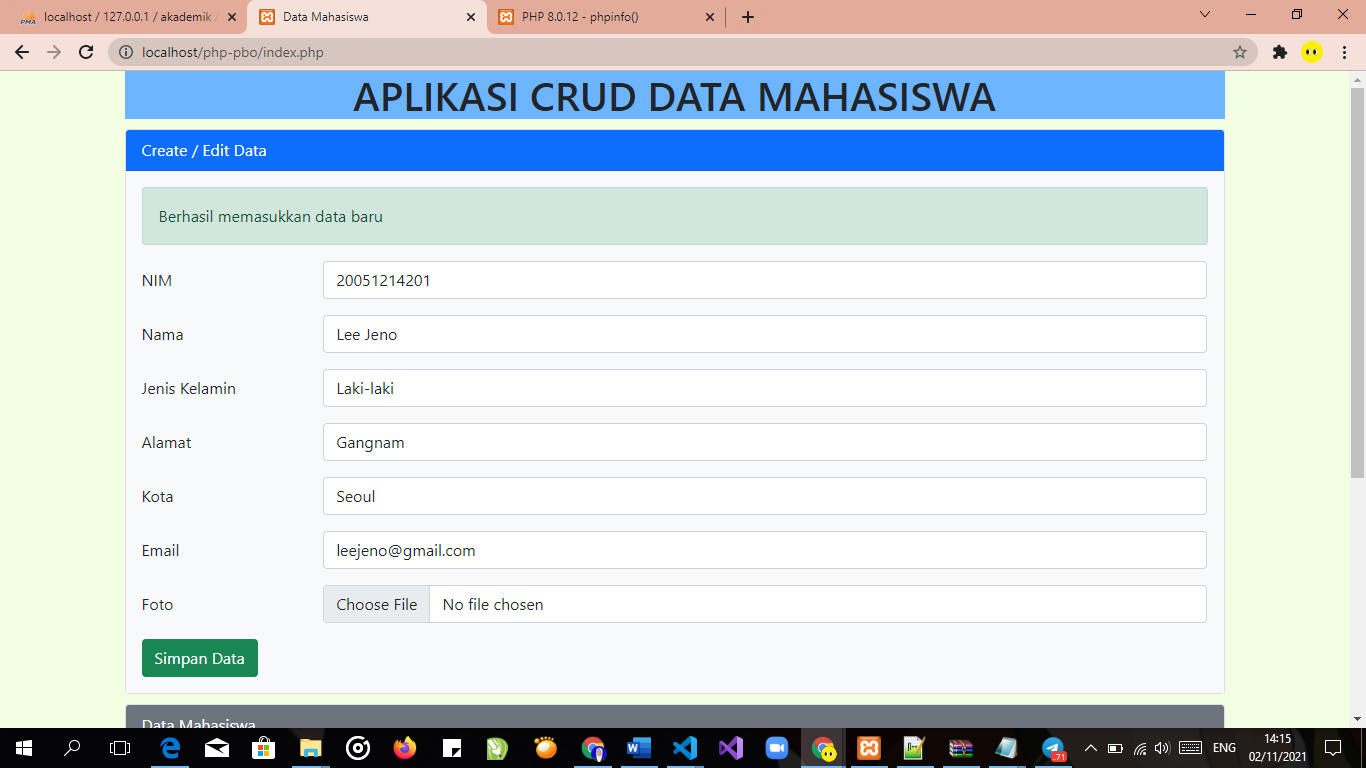 PMA localhost / 127.0.0.1 / akademik /
Data Mahasiswa
PHP 8.0.12 - phpinfo()
localhost/php-pbo/index.php
APLIKASI CRUD DATA MAHASISWA
Create / Edit Data
Berhasil memasukkan data baru
NIM 20051214201
Nama Lee Jeno
Jenis Kelamin Laki-laki
Alamat Gangnam
Kota Seoul
Email leejeno@gmail.com
Foto Choose File No file chosen
Simpan Data
Data Mahasiswa
71
ENG
14:15
02/11/2021